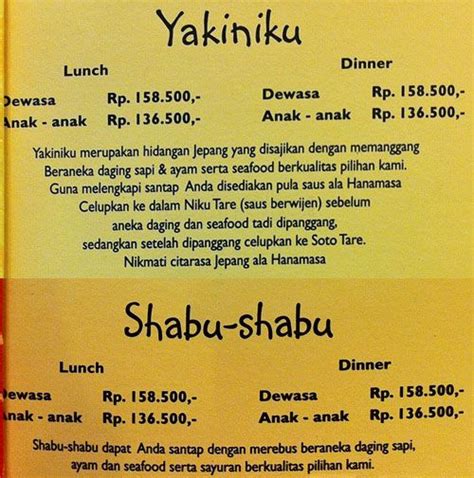 Yakiniku
Lunch
Dewasa Rp. 158.500,-
Anak - anak Rp. 136.500,-
Dinner
Dewasa Rp. 158.500,-
Anak - anak Rp. 136.500,-
Yakiniku merupakan hidangan Jepang yang disajikan dengan memanggang
Beraneka daging sapi & ayam serta seafood berkualitas pilihan kami.
Guna melengkapi santap Anda disediakan pula saus ala Hanamasa
Celupkan ke dalam Niku Tare (saus berwijen) sebelum
aneka daging dan seafood tadi dipanggang,
sedangkan setelah dipanggang celupkan ke Soto Tare.
Nikmati citarasa Jepang ala Hanamasa
Shabu-shabu
Lunch
Dewasa Rp. 158.500,-
Anak - anak Rp. 136.500,-
Dinner
Dewasa Rp. 158.500,-
Anak - anak Rp. 136.500,-
Shabu-shabu dapat Anda santap dengan merebus beraneka daging sapi,
ayam dan seafood serta sayuran berkualitas pilihan kami.